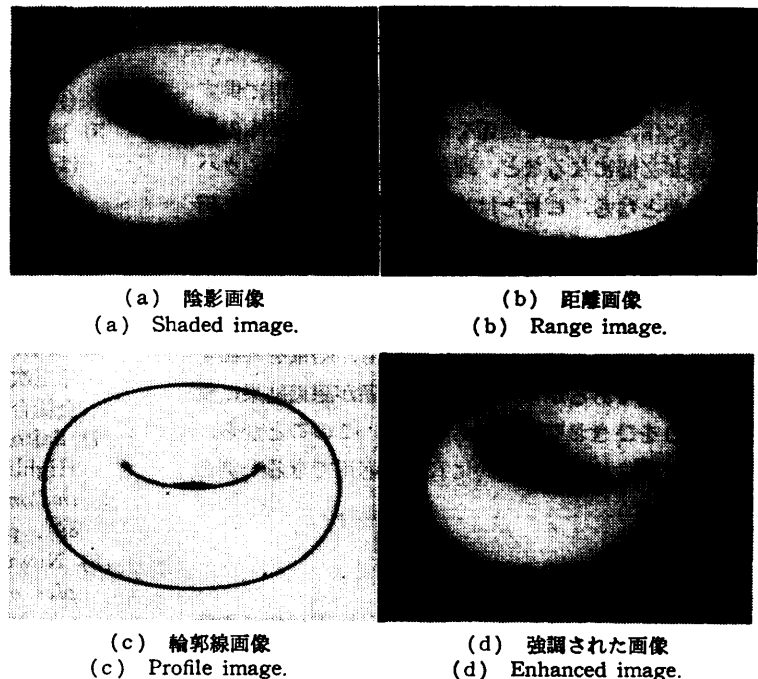 (a) 陰影画像
(a) Shaded image.
(b) 距離画像
(b) Range image.
(c) 輪郭線画像
(c) Profile image.
(d) 強調された画像
(d) Enhanced image.